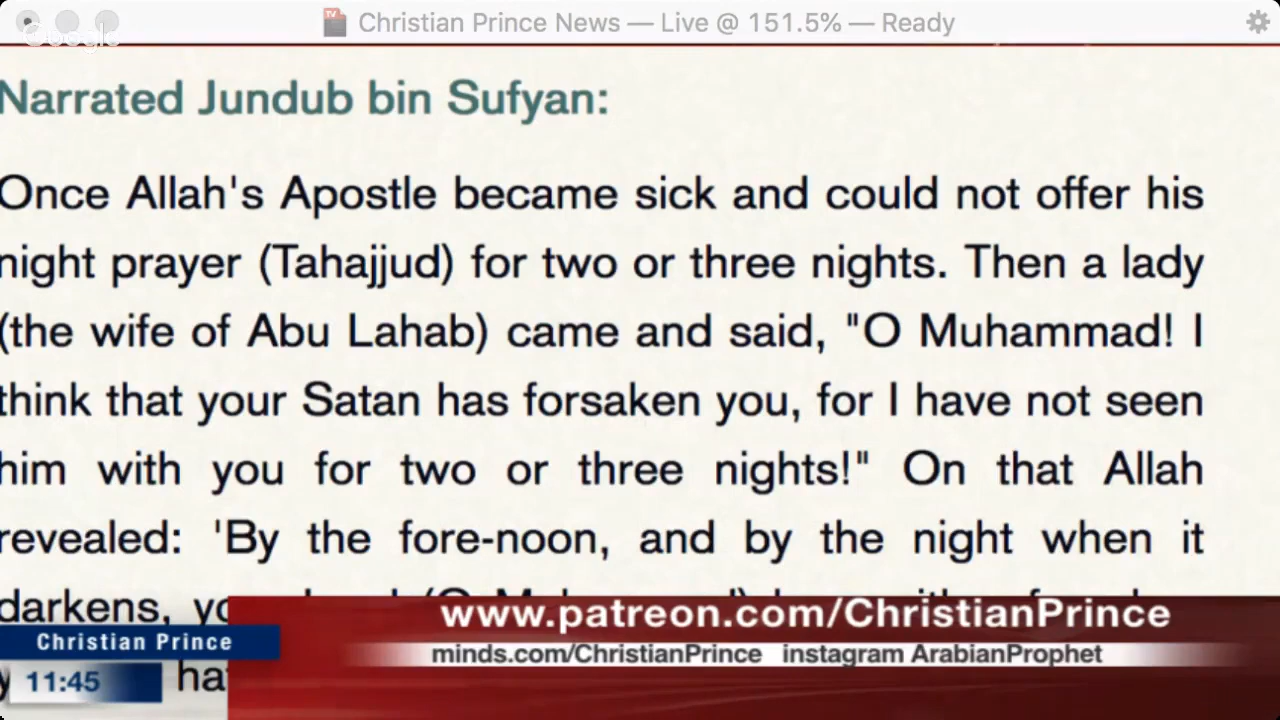 Christian Prince News — Live @ 151.5% — Ready
Google
Narrated Jundub bin Sufyan:
Once Allah's Apostle became sick and could not offer his
night prayer (Tahajjud) for two or three nights. Then a lady
(the wife of Abu Lahab) came and said, "O Muhammad! I
think that your Satan has forsaken you, for I have not seen
him with you for two or three nights!" On that Allah
revealed: 'By the fore-noon, and by the night when it
darkens,
www.patreon.com/ChristianPrince
Christian Prince
minds.com/ChristianPrince instagram ArabianProphet
11:45